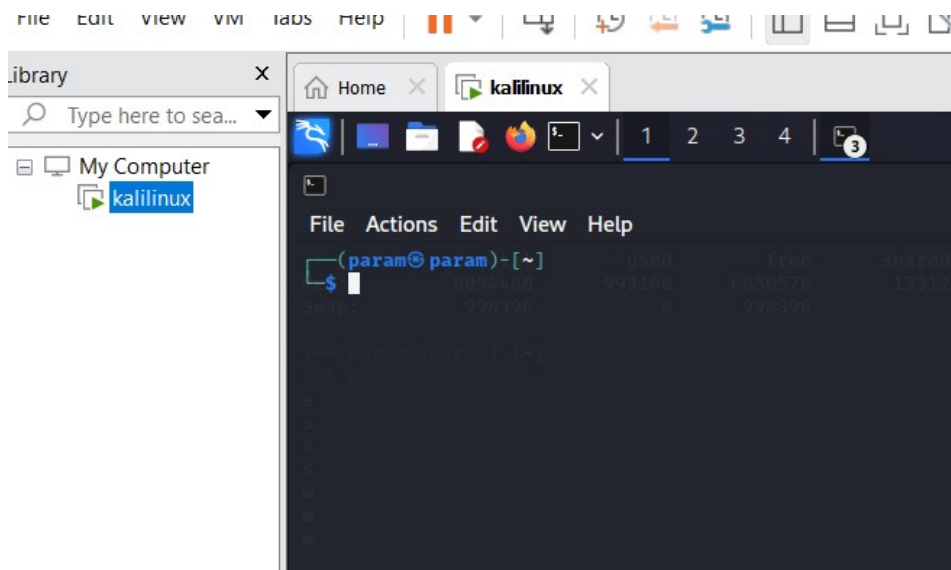 File Edit View VM Tabs Help
Library X
Type here to sea...
My Computer
kalilinux
Home
kalilinux
1 2 3 4
3
File Actions Edit View Help
(param㉿param)-[~]
$
used free shared
8094468 993160 6850576 13312
Swap: 998396 0 998396
(param㉿param)-[~]
$
a
s
s
s
w
w
w